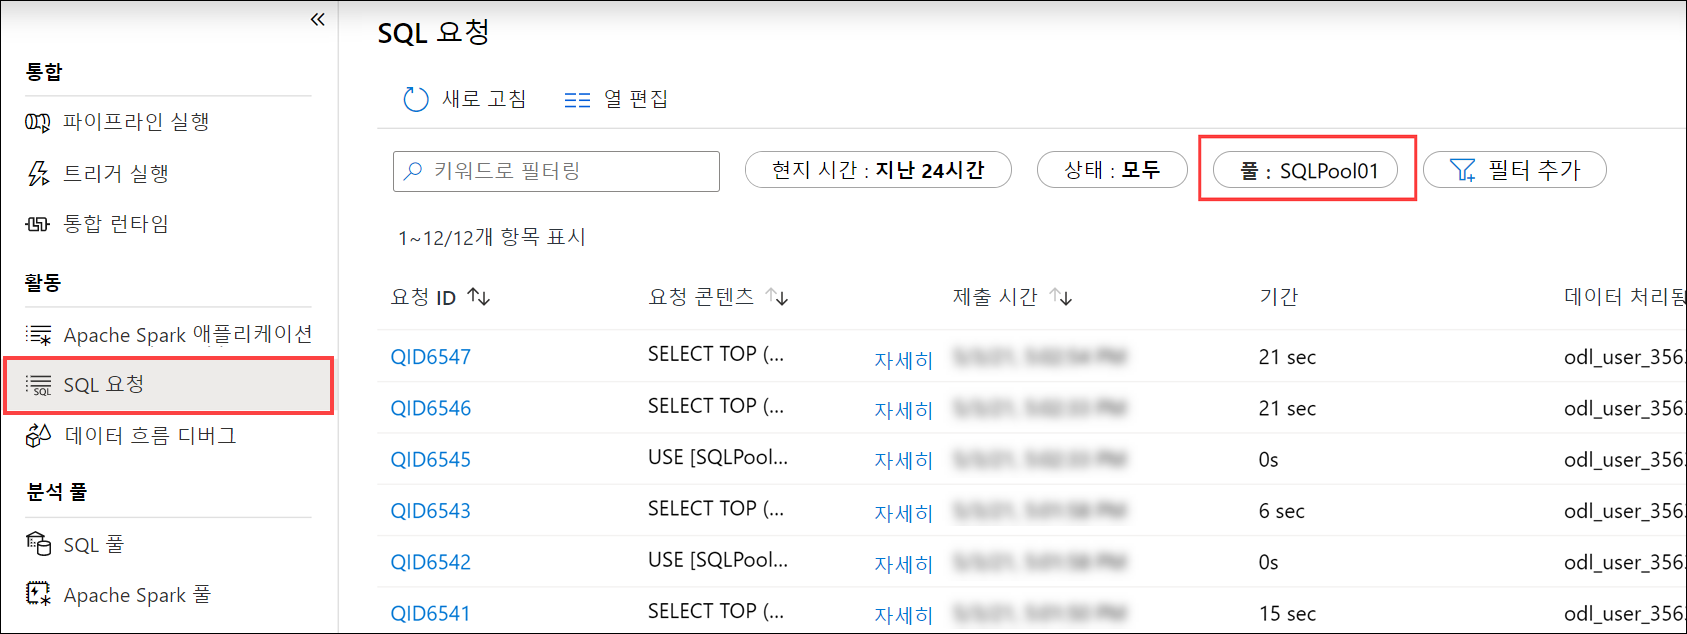 «
통합
파이프라인 실행
트리거 실행
통합 런타임
활동
Apache Spark 애플리케이션
SQL 요청
데이터 흐름 디버그
분석 풀
SQL 풀
Apache Spark 풀
SQL 요청
새로 고침 열 편집
키워드로 필터링 현지 시간 : 지난 24시간 상태 : 모두 풀 : SQLPool01 필터 추가
1~12/12개 항목 표시
요청 ID ↑↓ 요청 콘텐츠 ↑↓ 제출 시간 ↑↓ 기간 데이터 처리됨
QID6547 SELECT TOP (... 자세히 21 sec odl_user_356
QID6546 SELECT TOP (... 자세히 21 sec odl_user_356
QID6545 USE [SQLPool... 자세히 0s odl_user_356
QID6543 SELECT TOP (... 자세히 6 sec odl_user_356
QID6542 USE [SQLPool... 자세히 0s odl_user_356
QID6541 SELECT TOP (... 자세히 15 sec odl_user_356